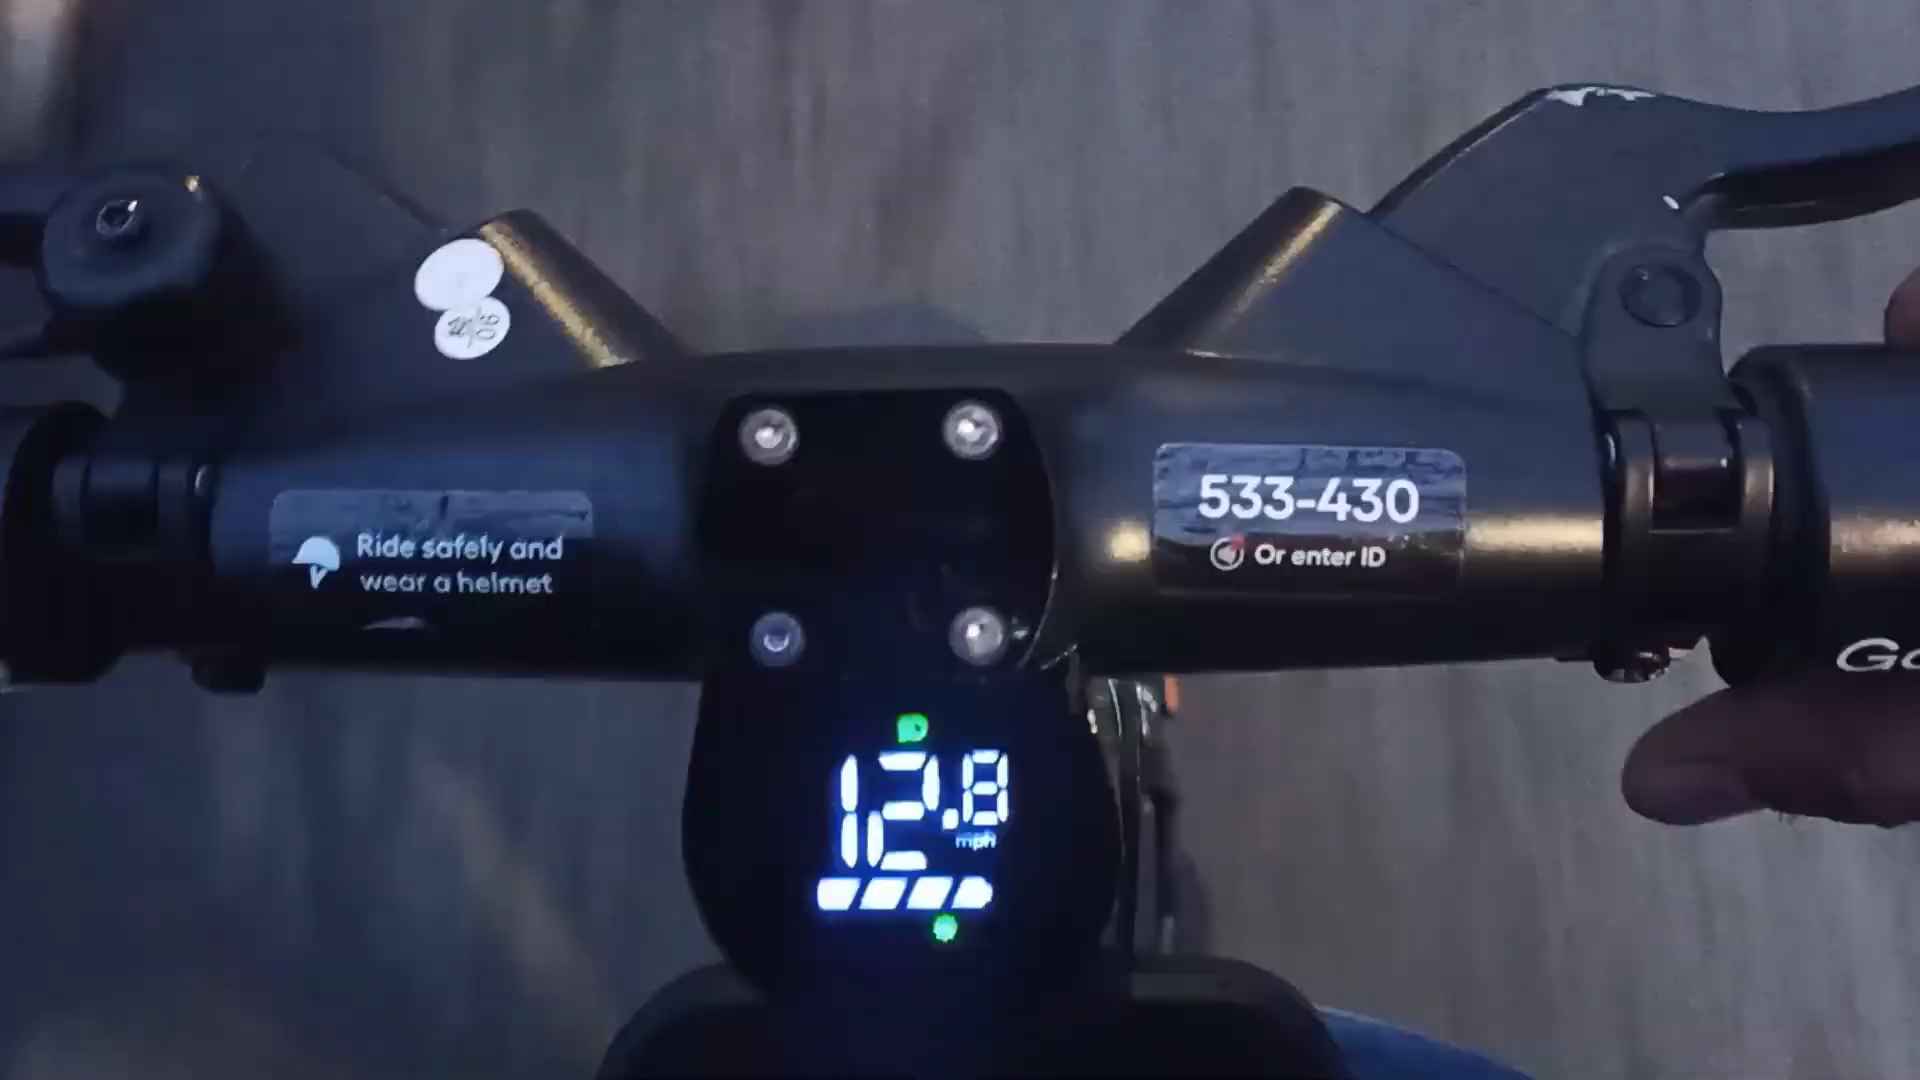 Ride safely and
wear a helmet
533-430
Or enter ID
12.8
mph